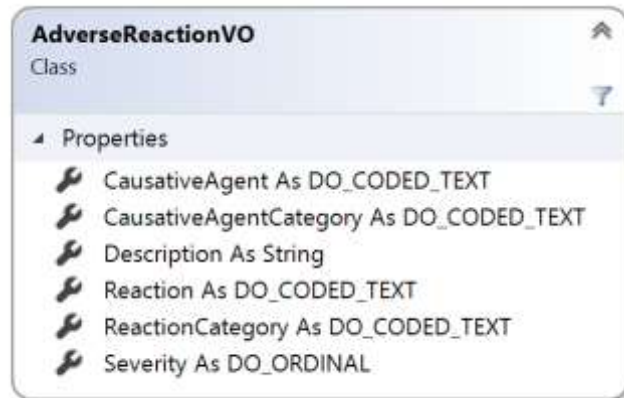 AdverseReactionVO
Class
Properties
CausativeAgent As DO_CODED_TEXT
CausativeAgentCategory As DO_CODED_TEXT
Description As String
Reaction As DO_CODED_TEXT
ReactionCategory As DO_CODED_TEXT
Severity As DO_ORDINAL